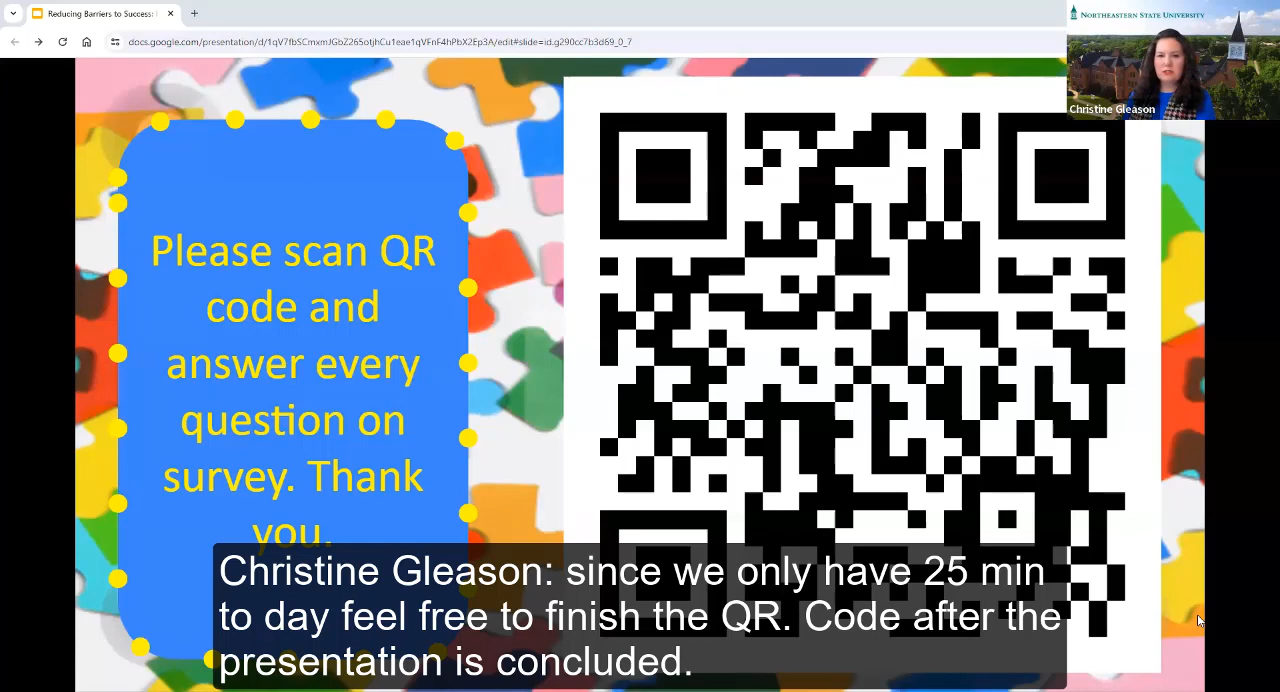 Reducing Barriers to Success:
docs.google.com/presentation/d/1qV7fbSCmxmJGbZ265dpHCu1eae1qVFnF4hPbX2Ep3A/edit#slide=id.g290cc7b3d69_0_7
NORTHEASTERN STATE UNIVERSITY
Christine Gleason
Please scan QR
code and
answer every
question on
survey. Thank
you.
Christine Gleason: since we only have 25 min
to day feel free to finish the QR. Code after the
presentation is concluded.